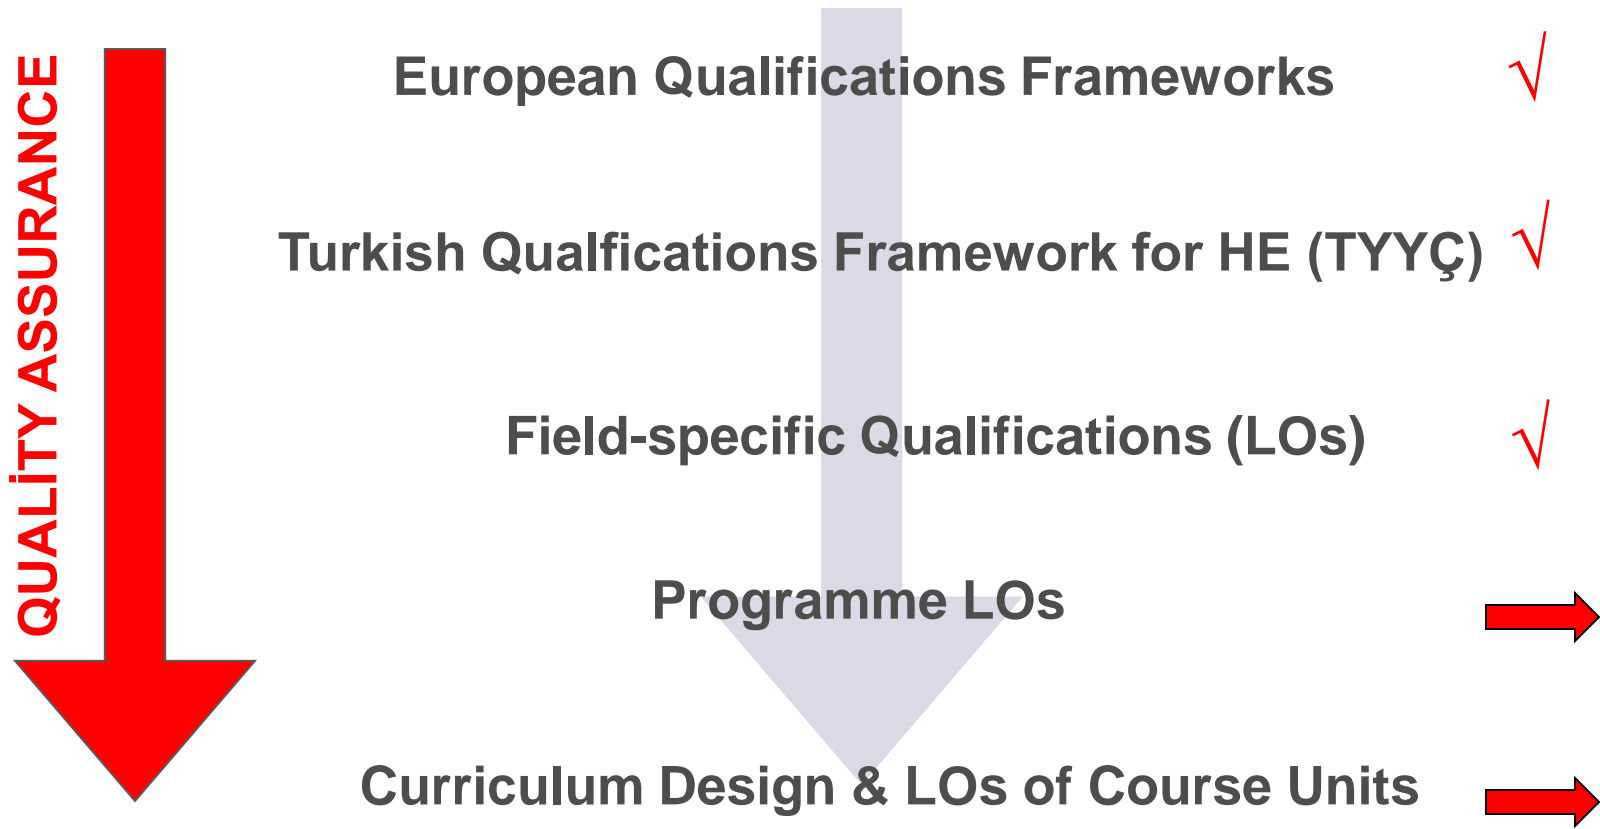 QUALİTY ASSURANCE
European Qualifications Frameworks √
Turkish Qualfications Framework for HE (TYYÇ) √
Field-specific Qualifications (LOs) √
Programme LOs
Curriculum Design & LOs of Course Units